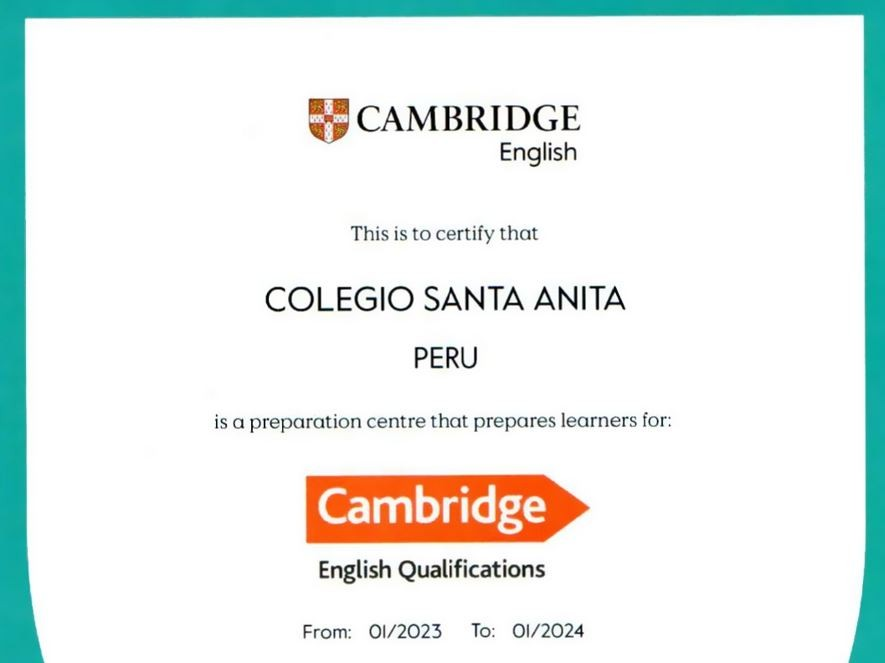 CAMBRIDGE
English
This is to certify that
COLEGIO SANTA ANITA
PERU
is a preparation centre that prepares learners for:
Cambridge
English Qualifications
From: 01/2023 To: 01/2024